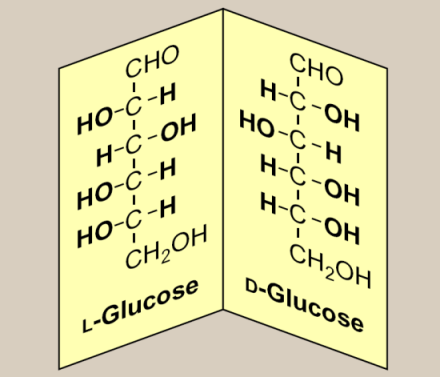 CHO
HO-C-H
H-C-OH
HO-C-H
HO-C-H
CH₂OH
L-Glucose
CHO
H-C-OH
HO-C-H
H-C-OH
H-C-OH
CH₂OH
D-Glucose